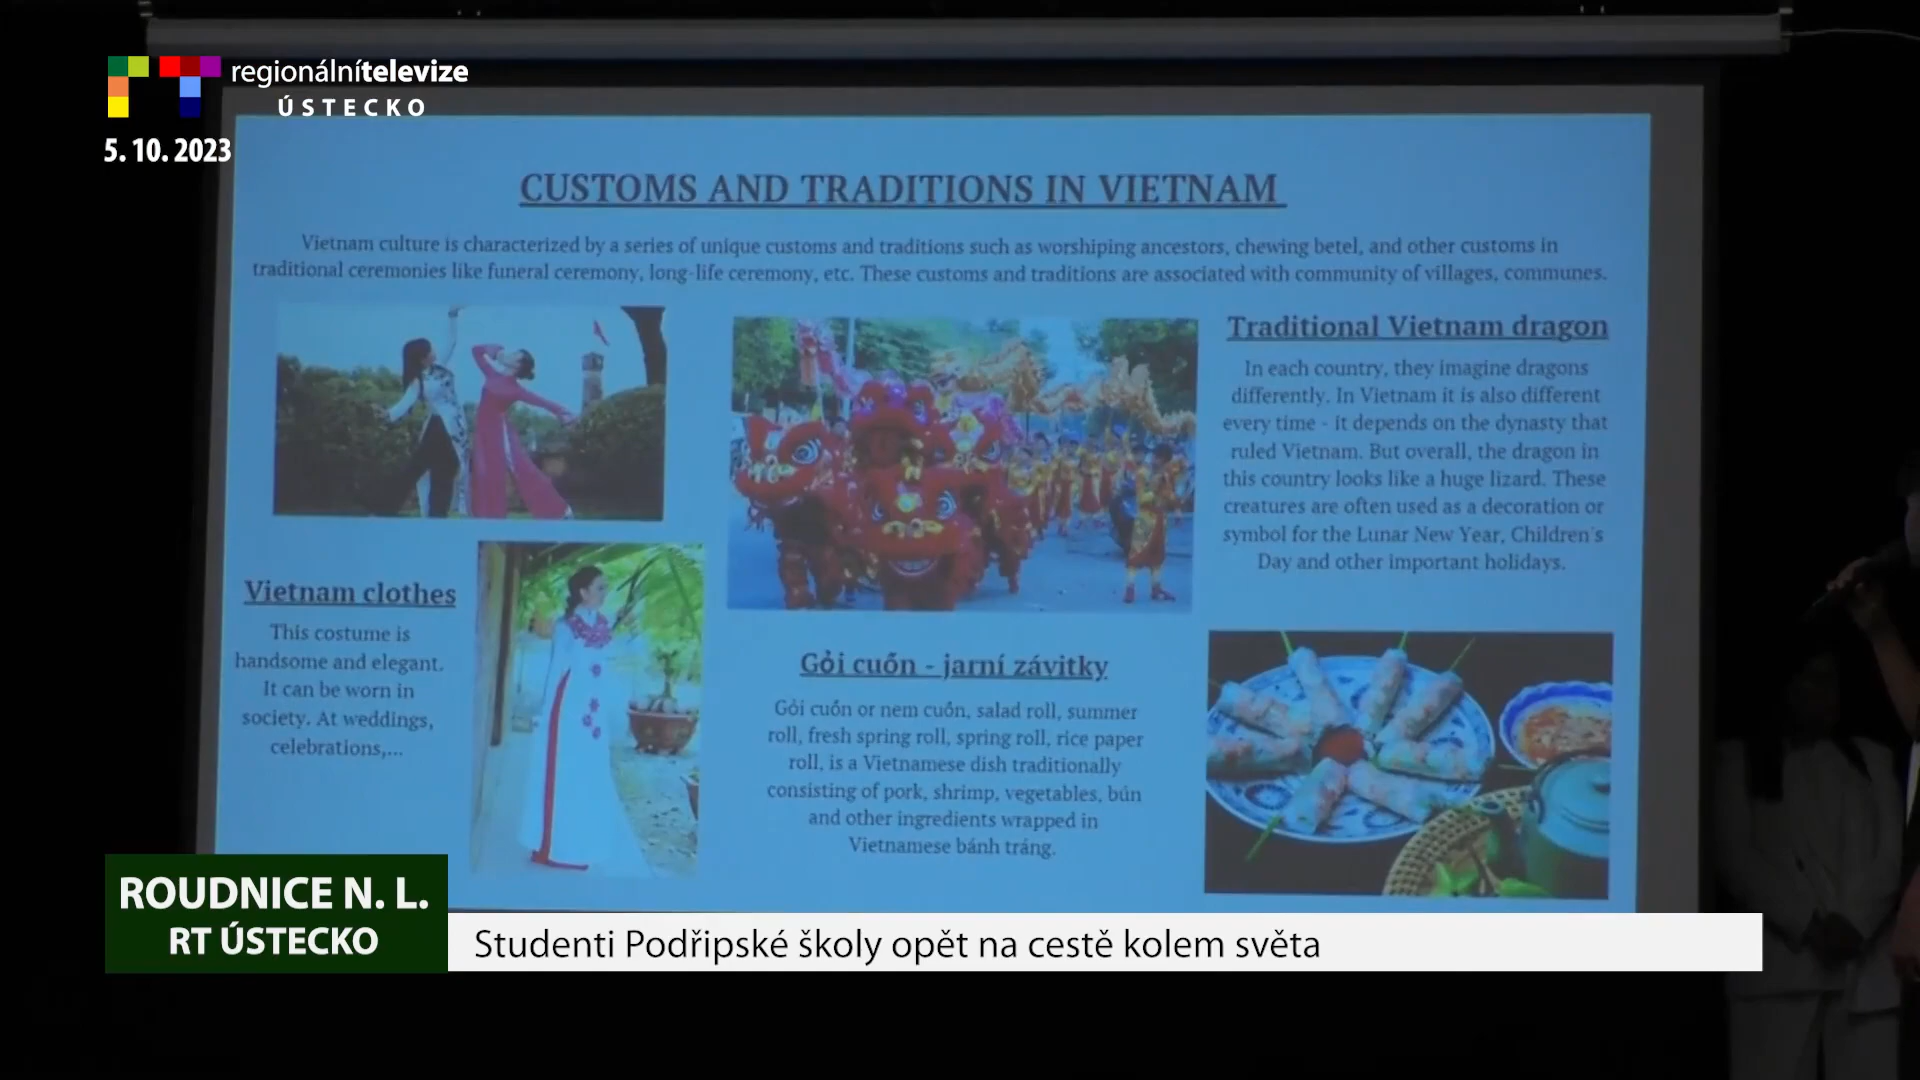 regionálnítelevize
ÚSTECKO
5. 10. 2023
CUSTOMS AND TRADITIONS IN VIETNAM
Vietnam culture is characterized by a series of unique customs and traditions such as worshiping ancestors, chewing betel, and other customs in
traditional ceremonies like funeral ceremony, long-life ceremony, etc. These customs and traditions are associated with community of villages, communes.
Traditional Vietnam dragon
In each country, they imagine dragons
differently. In Vietnam it is also different
every time - it depends on the dynasty that
ruled Vietnam. But overall, the dragon in
this country looks like a huge lizard. These
creatures are often used as a decoration or
symbol for the Lunar New Year, Children's
Day and other important holidays.
Vietnam clothes
This costume is
handsome and elegant.
It can be worn in
society. At weddings,
celebrations,...
Gỏi cuốn - jarní závitky
Gỏi cuốn or nem cuốn, salad roll, summer
roll, fresh spring roll, spring roll, rice paper
roll, is a Vietnamese dish traditionally
consisting of pork, shrimp, vegetables, bún
and other ingredients wrapped in
Vietnamese bánh tráng.
ROUDNICE N. L.
RT ÚSTECKO
Studenti Podřipské školy opět na cestě kolem světa